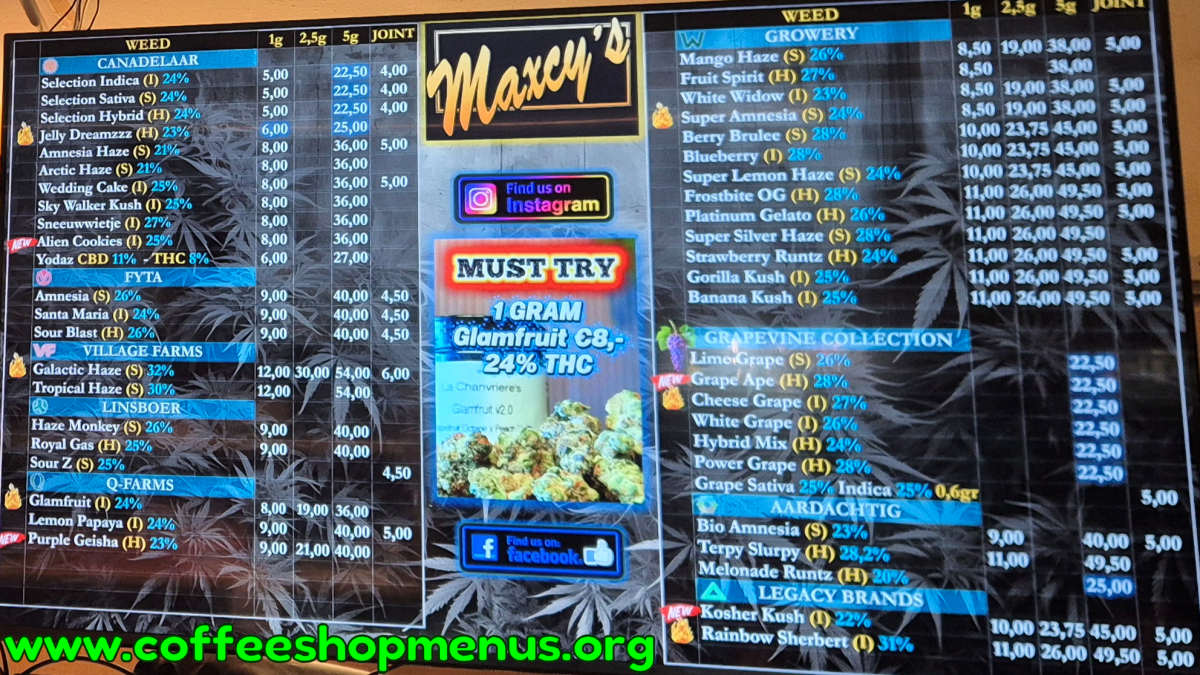 WEED 1g 2,5g 5g JOINT
CANADELAAR
Selection Indica (I) 24% 5,00 22,50 4,00
Selection Sativa (S) 24% 5,00 22,50 4,00
Selection Hybrid (H) 24% 5,00 22,50 4,00
Jelly Dreamzzz (H) 23% 6,00 25,00
Amnesia Haze (S) 21% 8,00 36,00 5,00
Arctic Haze (S) 21% 8,00 36,00
Wedding Cake (I) 25% 8,00 36,00 5,00
Sky Walker Kush (I) 25% 8,00 36,00
Sneeuwwietje (I) 27% 8,00 36,00
NEW Alien Cookies (I) 25% 8,00 36,00
Yodaz CBD 11% - THC 8% 6,00 27,00
FYTA
Amnesia (S) 26% 9,00 40,00 4,50
Santa Maria (I) 24% 9,00 40,00 4,50
Sour Blast (H) 26% 9,00 40,00 4,50
VF VILLAGE FARMS
Galactic Haze (S) 32% 12,00 30,00 54,00 6,00
Tropical Haze (S) 30% 12,00 54,00
LINSBOER
Haze Monkey (S) 26% 9,00 40,00
Royal Gas (H) 25% 9,00 40,00
Sour Z (S) 25% 4,50
Q-FARMS
Glamfruit (I) 24% 8,00 19,00 36,00
Lemon Papaya (I) 24% 9,00 40,00 5,00
NEW Purple Geisha (H) 23% 9,00 21,00 40,00
Maxcy's
Find us on
Instagram
MUST TRY
1 GRAM
Glamfruit €8,-
24% THC
La Chanvriere's
Glamfruit v2.0
Find us on:
facebook.
WEED 1g 2,5g 5g JOINT
W GROWERY
Mango Haze (S) 26% 8,50 19,00 38,00 5,00
Fruit Spirit (H) 27% 8,50 38,00
White Widow (I) 23% 8,50 19,00 38,00 5,00
Super Amnesia (S) 24% 8,50 19,00 38,00 5,00
Berry Brulee (S) 28% 10,00 23,75 45,00 5,00
Blueberry (I) 28% 10,00 23,75 45,00 5,00
Super Lemon Haze (S) 24% 10,00 23,75 45,00 5,00
Frostbite OG (H) 28% 11,00 26,00 49,50 5,00
Platinum Gelato (H) 26% 11,00 26,00 49,50 5,00
Super Silver Haze (S) 28% 11,00 26,00 49,50
Strawberry Runtz (H) 24% 11,00 26,00 49,50 5,00
Gorilla Kush (I) 25% 11,00 26,00 49,50 5,00
Banana Kush (I) 25% 11,00 26,00 49,50 5,00
GRAPEVINE COLLECTION
Lime Grape (S) 26% 22,50
NEW Grape Ape (H) 28% 22,50
Cheese Grape (I) 27% 22,50
White Grape (I) 26% 22,50
Hybrid Mix (H) 24% 22,50
Power Grape (H) 28% 22,50
Grape Sativa 25% Indica 25% 0,6gr 5,00
AARDACHTIG
Bio Amnesia (S) 23% 9,00 40,00 5,00
Terpy Slurpy (H) 28,2% 11,00 49,50
Melonade Runtz (H) 20% 25,00
LEGACY BRANDS
NEW Kosher Kush (I) 22% 10,00 23,75 45,00 5,00
Rainbow Sherbert (I) 31% 11,00 26,00 49,50 5,00
www.coffeeshopmenus.org